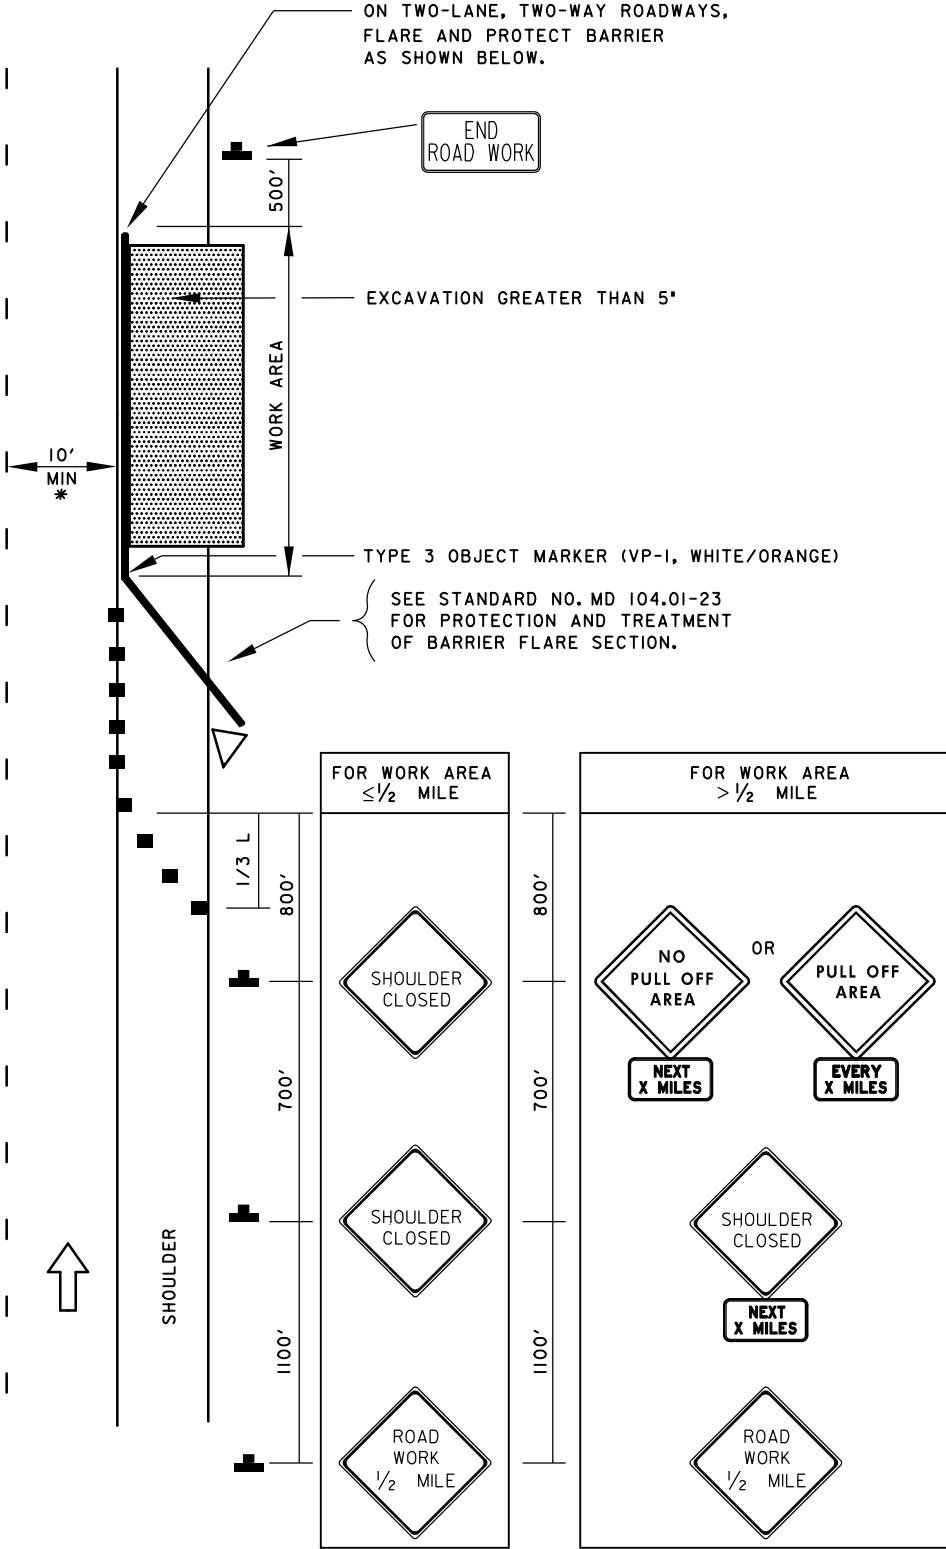 ON TWO-LANE, TWO-WAY ROADWAYS,
FLARE AND PROTECT BARRIER
AS SHOWN BELOW.
END
ROAD WORK
500'
EXCAVATION GREATER THAN 5"
WORK AREA
10'
MIN
*
TYPE 3 OBJECT MARKER (VP-1, WHITE/ORANGE)
SEE STANDARD NO. MD 104.01-23
FOR PROTECTION AND TREATMENT
OF BARRIER FLARE SECTION.
FOR WORK AREA
≤1/2 MILE
FOR WORK AREA
>1/2 MILE
1/3 L
800'
800'
SHOULDER
CLOSED
NO
PULL OFF
AREA
OR
PULL OFF
AREA
NEXT
X MILES
EVERY
X MILES
700'
700'
SHOULDER
CLOSED
SHOULDER
CLOSED
NEXT
X MILES
SHOULDER
1100'
1100'
ROAD
WORK
1/2 MILE
ROAD
WORK
1/2 MILE